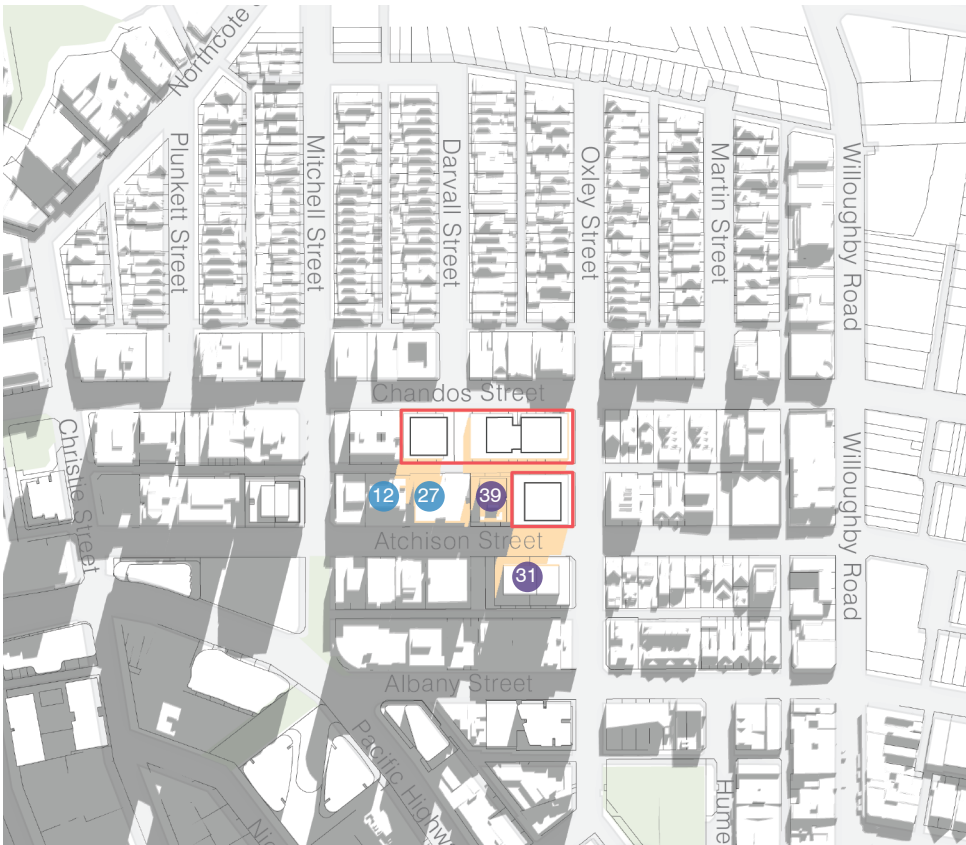 Northcote
Plunkett Street
Mitchell Street
Darvall Street
Oxley Street
Martin Street
Willoughby Road
Chandos Street
Christie Street
Willoughby Road
12
27
39
Atchison Street
31
Albany Street
Pacific Highw
Hume